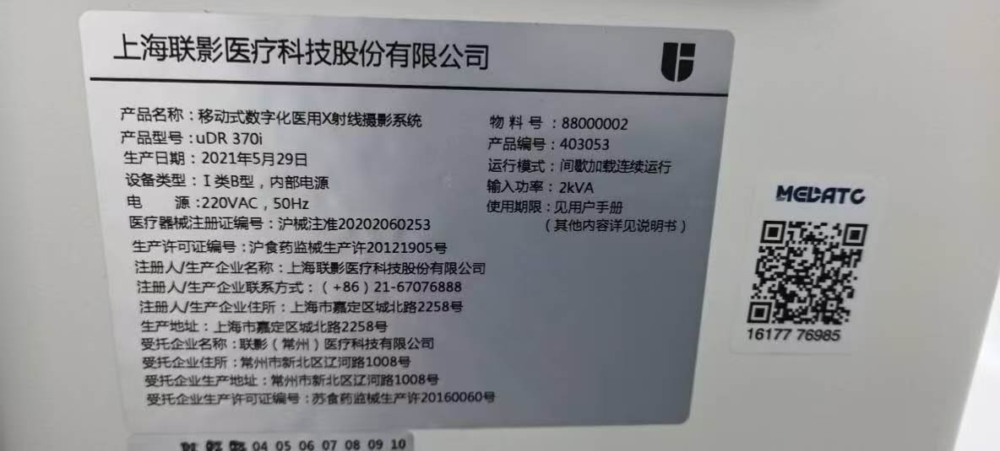 上海联影医疗科技股份有限公司
产品名称：移动式数字化医用X射线摄影系统
产品型号：uDR 370i
生产日期：2021年5月29日
设备类型：I 类B型，内部电源
电 源：220VAC，50Hz
医疗器械注册证编号：沪械注准20202060253
生产许可证编号：沪食药监械生产许20121905号
注册人/生产企业名称：上海联影医疗科技股份有限公司
注册人/生产企业联系方式：（+86）21-67076888
注册人/生产企业住所：上海市嘉定区城北路2258号
生产地址：上海市嘉定区城北路2258号
受托企业名称：联影（常州）医疗科技有限公司
受托企业住所：常州市新北区辽河路1008号
受托企业生产地址：常州市新北区辽河路1008号
受托企业生产许可证编号：苏食药监械生产许20160060号
物 料 号：88000002
产品编号：403053
运行模式：间歇加载连续运行
输入功率：2kVA
使用期限：见用户手册
（其他内容详见说明书）
MEDATC
16177 76985
04 05 06 07 08 09 10